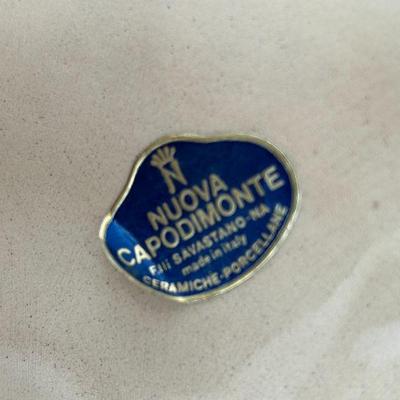 N
NUOVA
CAPODIMONTE
F.lli SAVASTANO-NA
made in Italy
CERAMICHE-PORCELLANE